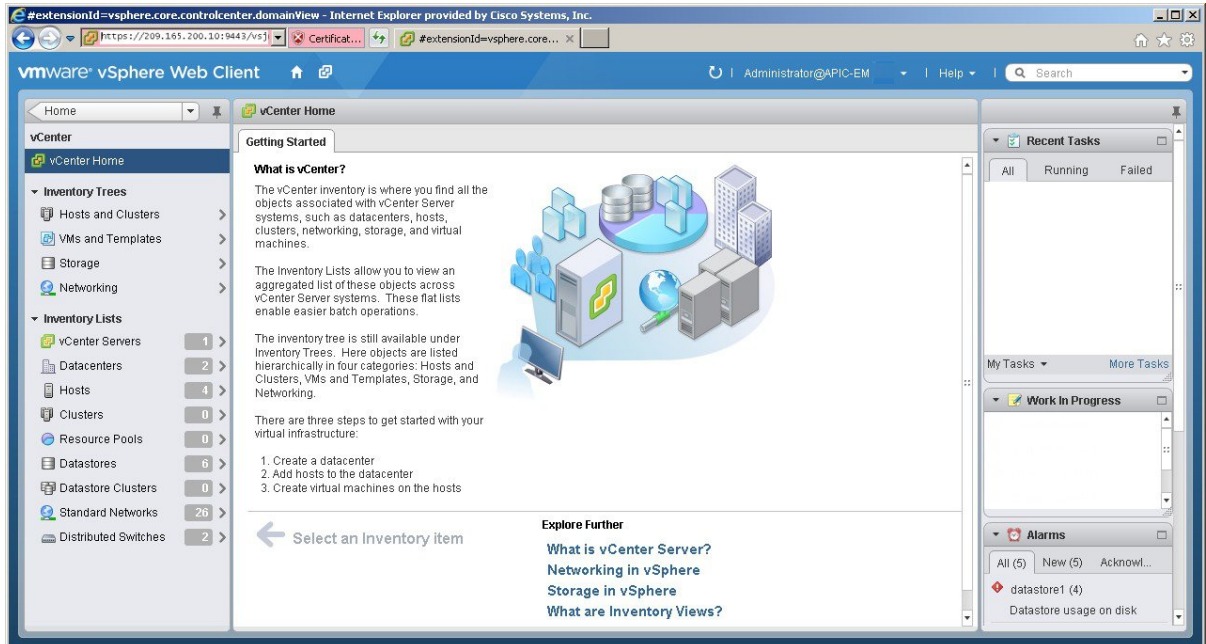 #extensionId=vsphere.core.controlcenter.domainView - Internet Explorer provided by Cisco Systems, Inc.
https://209.165.200.10:9443/vsj
Certificat...
#extensionId=vsphere.core...
vmware® vSphere Web Client
Administrator@APIC-EM
Help
Search
Home
vCenter
vCenter Home
Inventory Trees
Hosts and Clusters
VMs and Templates
Storage
Networking
Inventory Lists
vCenter Servers 1
Datacenters 2
Hosts 4
Clusters 0
Resource Pools 0
Datastores 6
Datastore Clusters 0
Standard Networks 26
Distributed Switches 2
vCenter Home
Getting Started
What is vCenter?
The vCenter inventory is where you find all the
objects associated with vCenter Server
systems, such as datacenters, hosts,
clusters, networking, storage, and virtual
machines.
The Inventory Lists allow you to view an
aggregated list of these objects across
vCenter Server systems. These flat lists
enable easier batch operations.
The inventory tree is still available under
Inventory Trees. Here objects are listed
hierarchically in four categories: Hosts and
Clusters, VMs and Templates, Storage, and
Networking.
There are three steps to get started with your
virtual infrastructure:
1. Create a datacenter
2. Add hosts to the datacenter
3. Create virtual machines on the hosts
Select an Inventory item
Explore Further
What is vCenter Server?
Networking in vSphere
Storage in vSphere
What are Inventory Views?
Recent Tasks
All Running Failed
My Tasks More Tasks
Work In Progress
Alarms
All (5) New (5) Acknowl...
datastore1 (4)
Datastore usage on disk